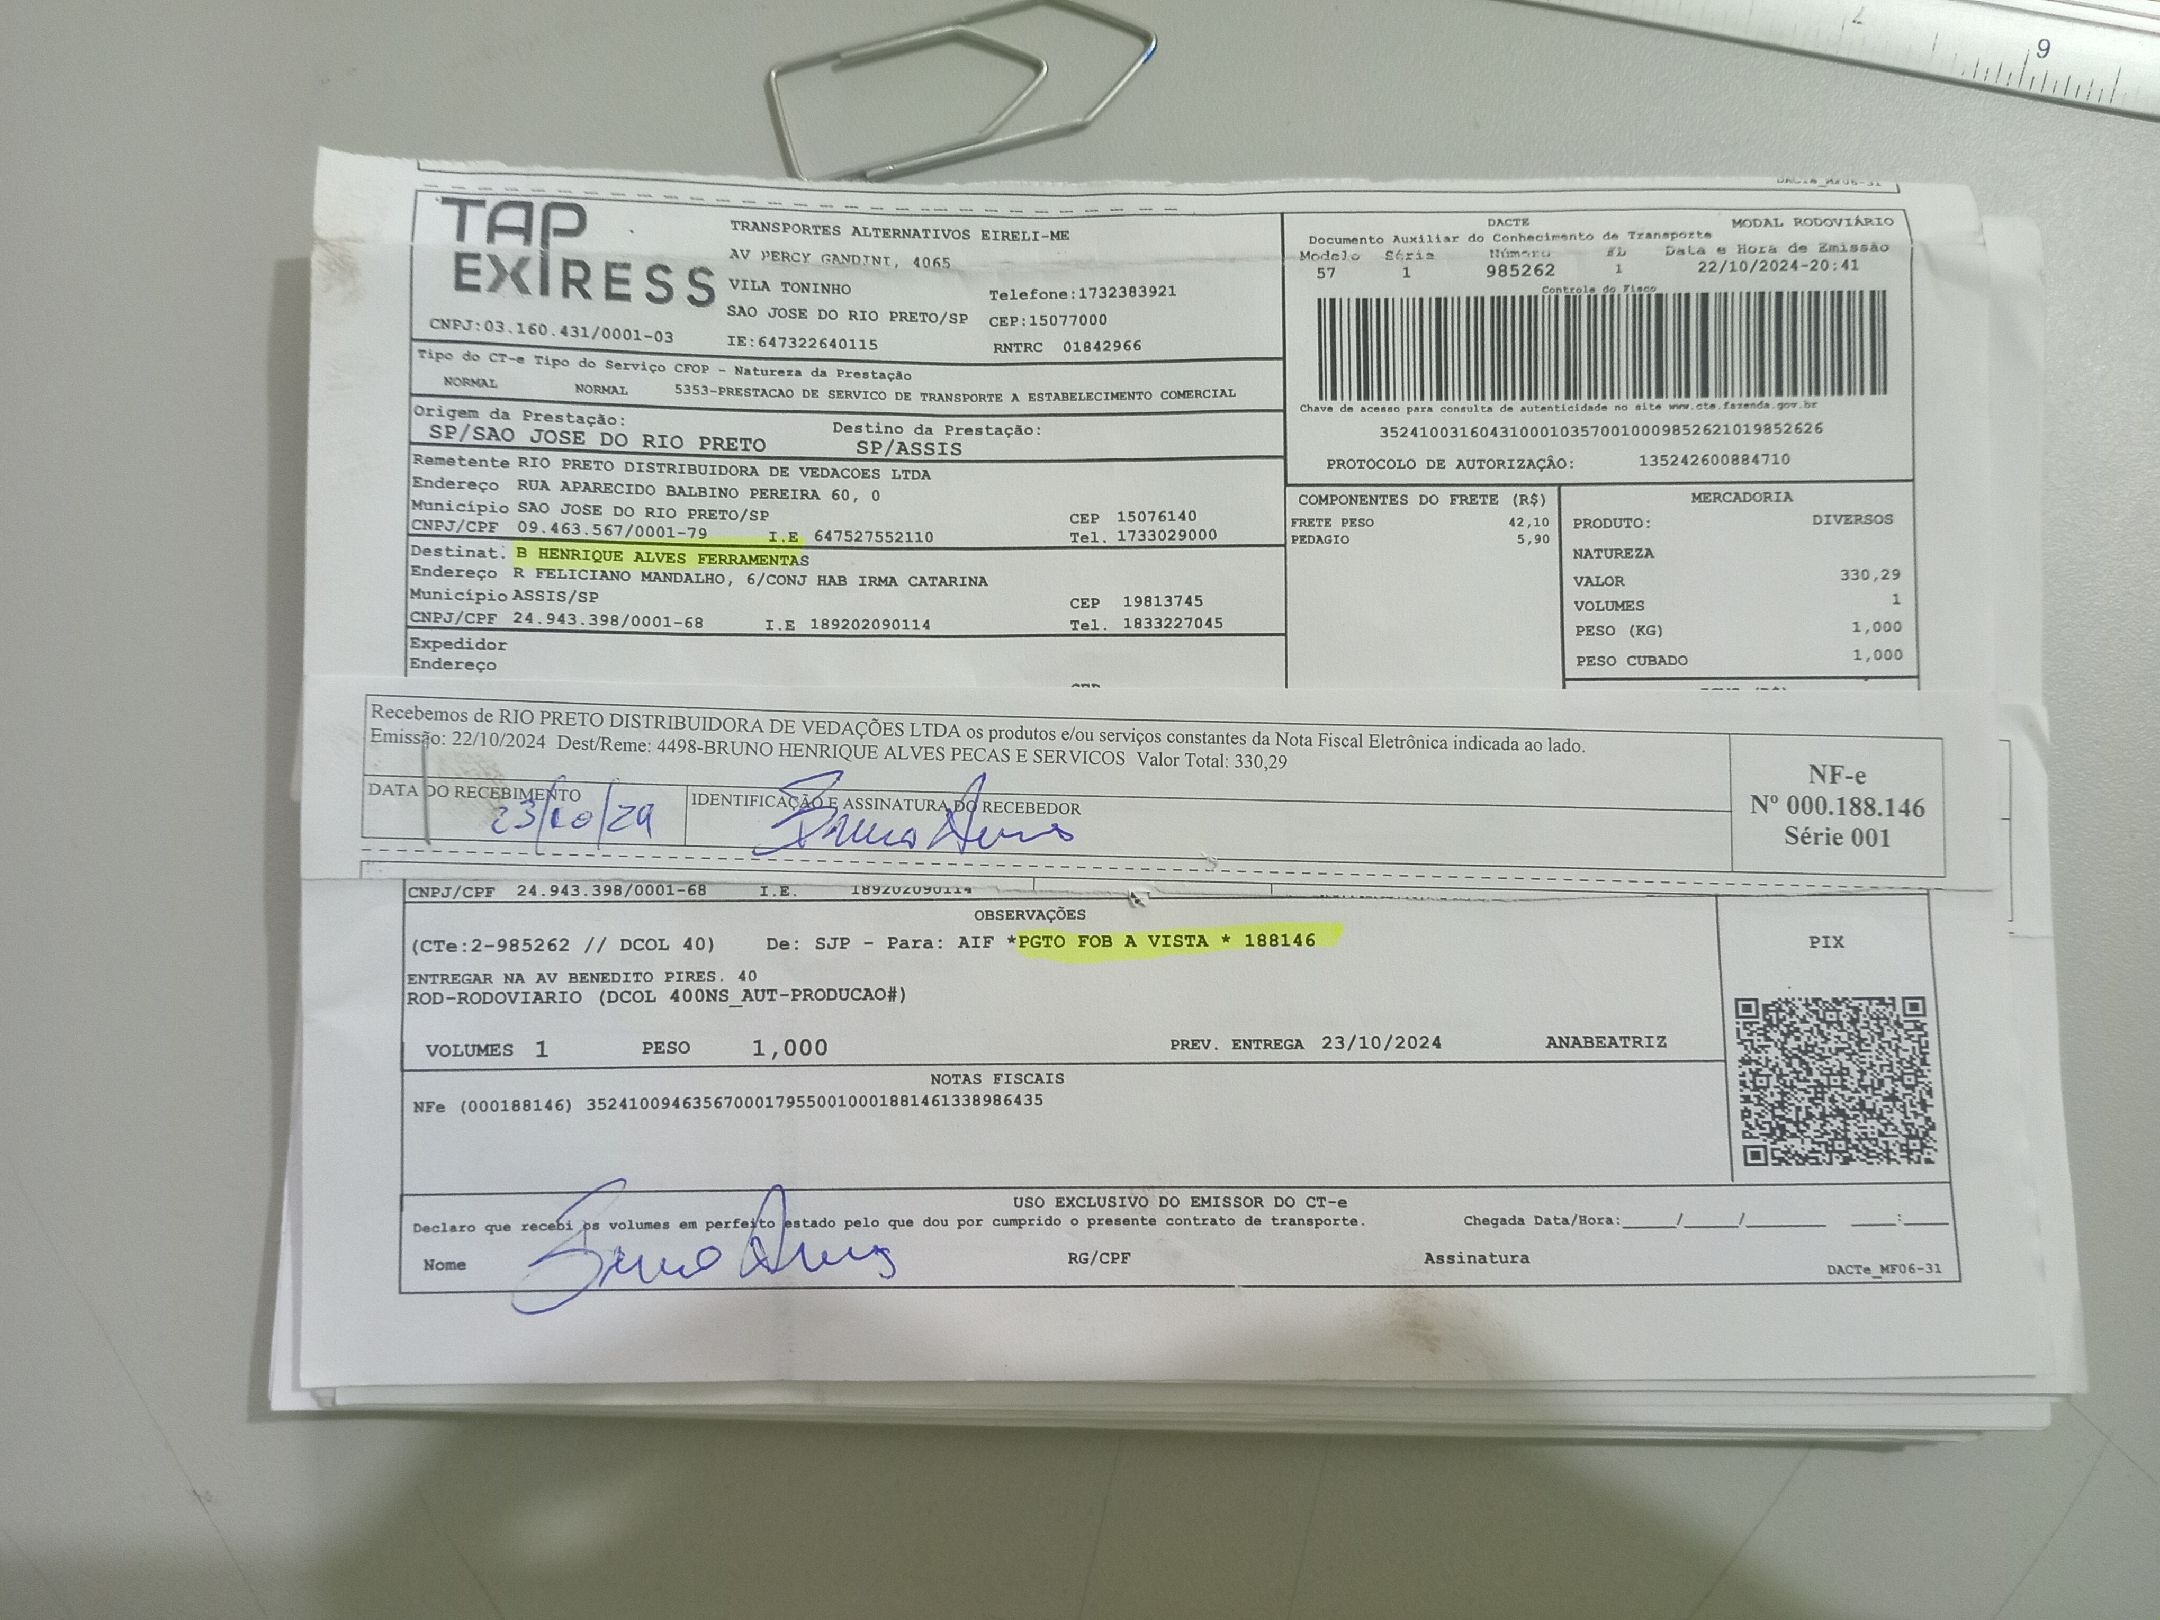 TAP
EXPRESS
CNPJ:03.160.431/0001-03
TRANSPORTES ALTERNATIVOS EIRELI-ME
AV PERCY GANDINI, 4065
VILA TONINHO
Telefone:1732383921
SAO JOSE DO RIO PRETO/SP CEP:15077000
IE:647322640115 RNTRC 01842966
DACTE MODAL RODOVIÁRIO
Documento Auxiliar do Conhecimento de Transporte
Modelo Série Número FL Data e Hora de Emissão
57 1 985262 1 22/10/2024-20:41
Controle do Fisco
Chave de acesso para consulta de autenticidade no site www.cte.fazenda.gov.br
35241003160431000103570010009852621019852626
PROTOCOLO DE AUTORIZAÇÃO: 135242600884710
Tipo do CT-e Tipo do Serviço CFOP - Natureza da Prestação
NORMAL NORMAL 5353-PRESTACAO DE SERVICO DE TRANSPORTE A ESTABELECIMENTO COMERCIAL
Origem da Prestação: Destino da Prestação:
SP/SAO JOSE DO RIO PRETO SP/ASSIS
Remetente RIO PRETO DISTRIBUIDORA DE VEDACOES LTDA
Endereço RUA APARECIDO BALBINO PEREIRA 60, 0
Município SAO JOSE DO RIO PRETO/SP CEP 15076140
CNPJ/CPF 09.463.567/0001-79 I.E 647527552110 Tel. 1733029000
Destinat. B HENRIQUE ALVES FERRAMENTAS
Endereço R FELICIANO MANDALHO, 6/CONJ HAB IRMA CATARINA
Município ASSIS/SP CEP 19813745
CNPJ/CPF 24.943.398/0001-68 I.E 189202090114 Tel. 1833227045
Expedidor
Endereço
COMPONENTES DO FRETE (R$)
FRETE PESO 42,10
PEDAGIO 5,90
MERCADORIA
PRODUTO: DIVERSOS
NATUREZA
VALOR 330,29
VOLUMES 1
PESO (KG) 1,000
PESO CUBADO 1,000
Recebemos de RIO PRETO DISTRIBUIDORA DE VEDAÇÕES LTDA os produtos e/ou serviços constantes da Nota Fiscal Eletrônica indicada ao lado.
Emissão: 22/10/2024 Dest/Reme: 4498-BRUNO HENRIQUE ALVES PECAS E SERVICOS Valor Total: 330,29
DATA DO RECEBIMENTO IDENTIFICAÇÃO E ASSINATURA DO RECEBEDOR
23/10/24 Bruno Alves
NF-e
Nº 000.188.146
Série 001
CNPJ/CPF 24.943.398/0001-68 I.E. 189202090114
OBSERVAÇÕES
(CTe:2-985262 // DCOL 40) De: SJP - Para: AIF *PGTO FOB A VISTA * 188146
ENTREGAR NA AV BENEDITO PIRES. 40
ROD-RODOVIARIO (DCOL 400NS_AUT-PRODUCAO#)
VOLUMES 1 PESO 1,000 PREV. ENTREGA 23/10/2024 ANABEATRIZ
PIX
NOTAS FISCAIS
NFe (000188146) 35241009463567000179550010001881461338986435
USO EXCLUSIVO DO EMISSOR DO CT-e
Declaro que recebi os volumes em perfeito estado pelo que dou por cumprido o presente contrato de transporte. Chegada Data/Hora:____/____/______ ___:___
Nome Bruno Alves RG/CPF Assinatura
DACTe_MF06-31